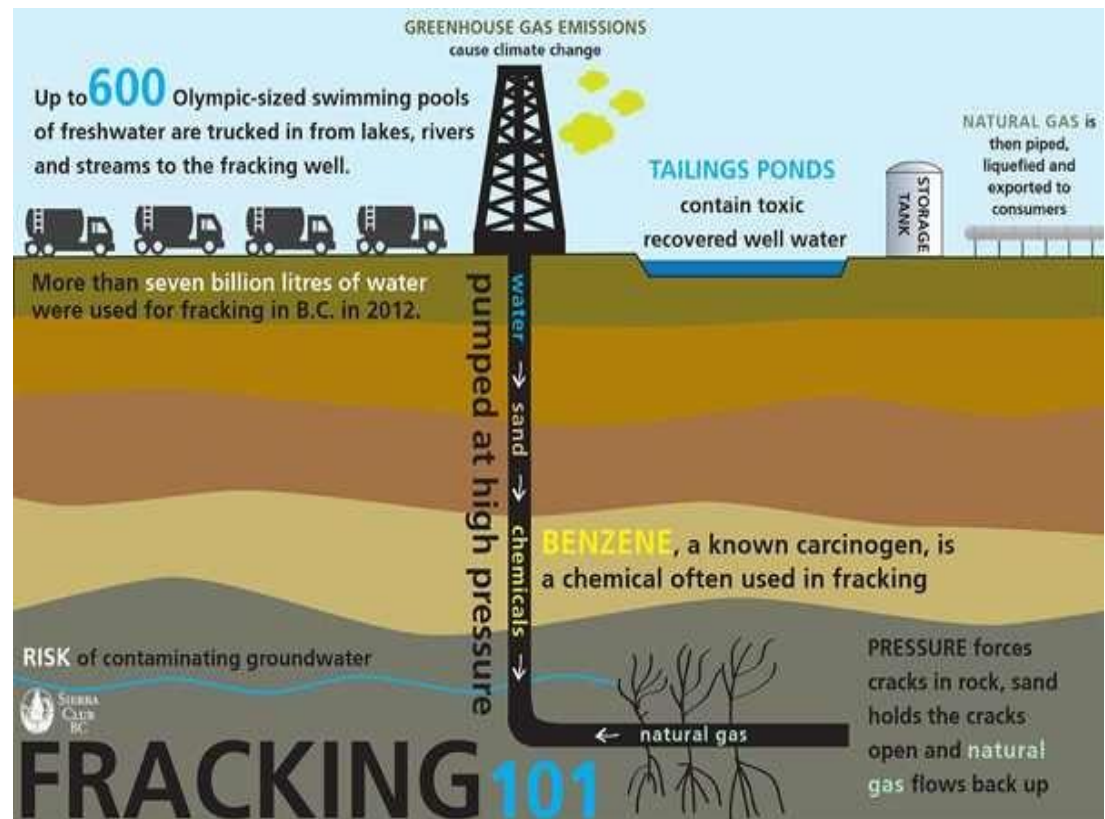 GREENHOUSE GAS EMISSIONS
cause climate change
Up to 600 Olympic-sized swimming pools
of freshwater are trucked in from lakes, rivers
and streams to the fracking well.
TAILINGS PONDS
contain toxic
recovered well water
STORAGE
TANK
NATURAL GAS is
then piped,
liquefied and
exported to
consumers
More than seven billion litres of water
were used for fracking in B.C. in 2012.
pumped at high pressure
water → sand → chemicals →
BENZENE, a known carcinogen, is
a chemical often used in fracking
RISK of contaminating groundwater
← natural gas
PRESSURE forces
cracks in rock, sand
holds the cracks
open and natural
gas flows back up
SIERRA
CLUB
BC
FRACKING 101